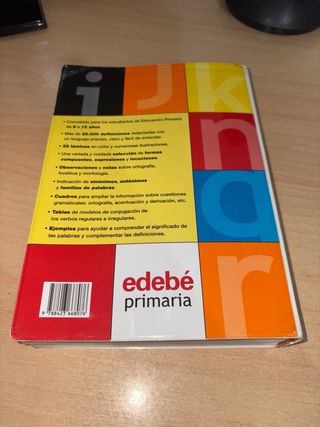 i j k
n
a
r
• Concebido para los estudiantes de Educación Primaria
de 8 a 12 años.
• Más de 20.000 definiciones redactadas con
un lenguaje preciso, claro y fácil de entender.
• 32 láminas en color y numerosas ilustraciones.
• Una variada y cuidada selección de formas
compuestas, expresiones y locuciones.
• Observaciones y notas sobre ortografía,
fonética y morfología.
• Indicación de sinónimos, antónimos
y familias de palabras
• Cuadros para ampliar la información sobre cuestiones
gramaticales: ortografía, acentuación y derivación, etc.
• Tablas de modelos de conjugación de
los verbos regulares e irregulares.
• Ejemplos para ayudar a comprender el significado de
las palabras y complementar las definiciones.
edebé
primaria
9 788423 668076